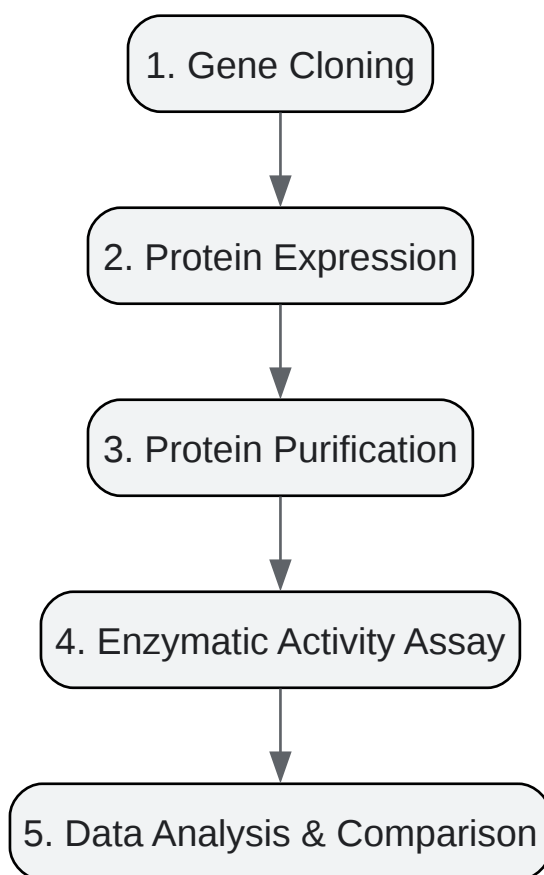 1. Gene Cloning
2. Protein Expression
3. Protein Purification
4. Enzymatic Activity Assay
5. Data Analysis & Comparison